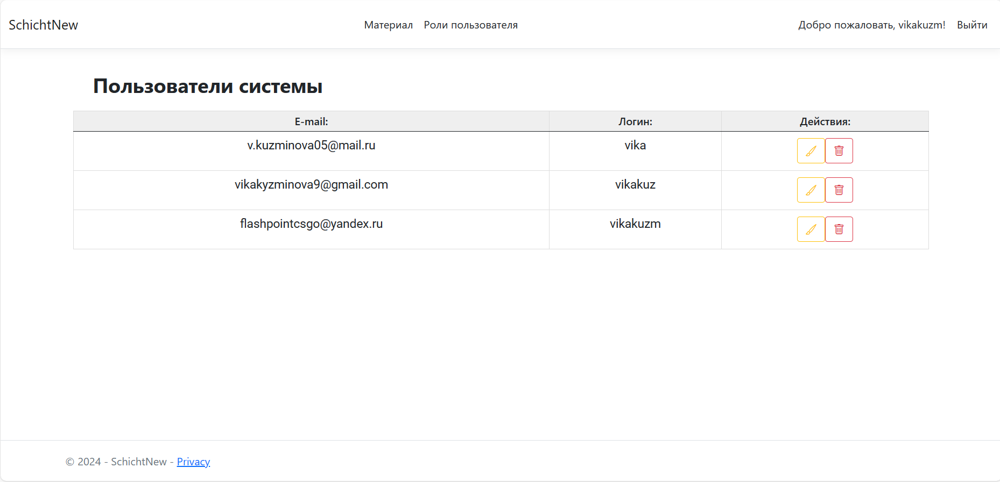 SchichtNew Материал Роли пользователя Добро пожаловать, vikakuzm! Выйти
Пользователи системы
E-mail: Логин: Действия:
v.kuzminova05@mail.ru vika
vikakyzminova9@gmail.com vikakuz
flashpointcsgo@yandex.ru vikakuzm
© 2024 - SchichtNew - Privacy